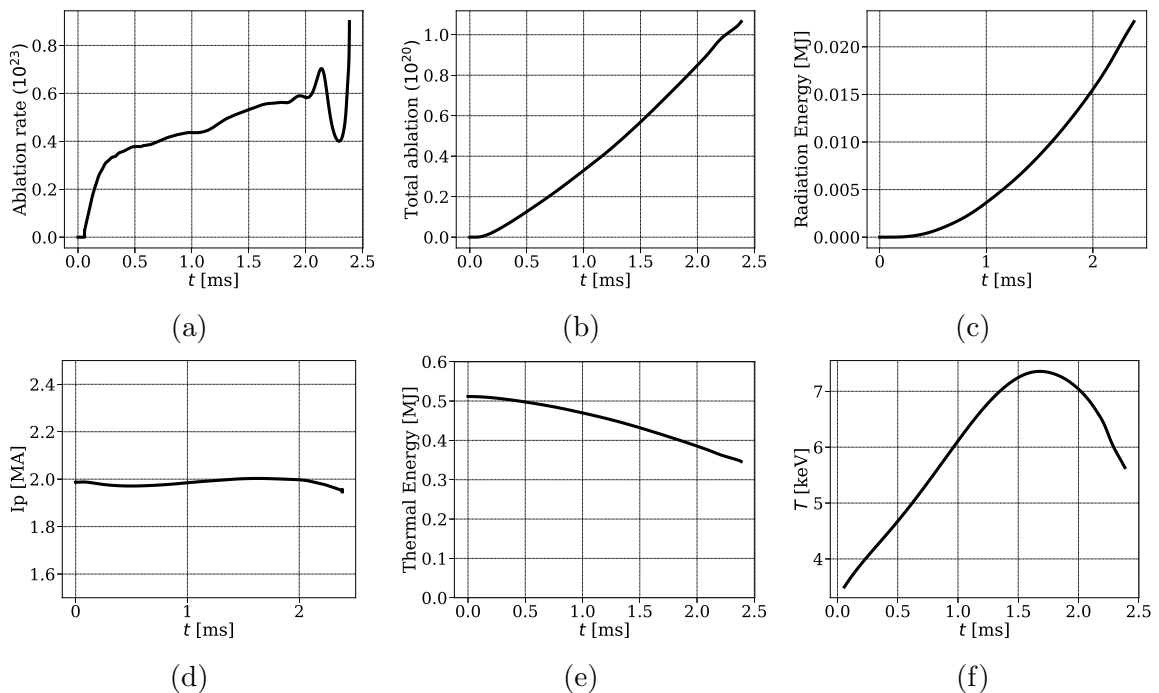 Ablation rate (10²³)
0.8
0.6
0.4
0.2
0.0
0.0 0.5 1.0 1.5 2.0 2.5
t [ms]
(a)
Total ablation (10²⁰)
1.0
0.8
0.6
0.4
0.2
0.0
0.0 0.5 1.0 1.5 2.0 2.5
t [ms]
(b)
Radiation Energy [MJ]
0.020
0.015
0.010
0.005
0.000
0 1 2
t [ms]
(c)
Ip [MA]
2.4
2.2
2.0
1.8
1.6
0 1 2
t [ms]
(d)
Thermal Energy [MJ]
0.6
0.5
0.4
0.3
0.2
0.1
0.0
0.0 0.5 1.0 1.5 2.0 2.5
t [ms]
(e)
T [keV]
7
6
5
4
0.0 0.5 1.0 1.5 2.0 2.5
t [ms]
(f)